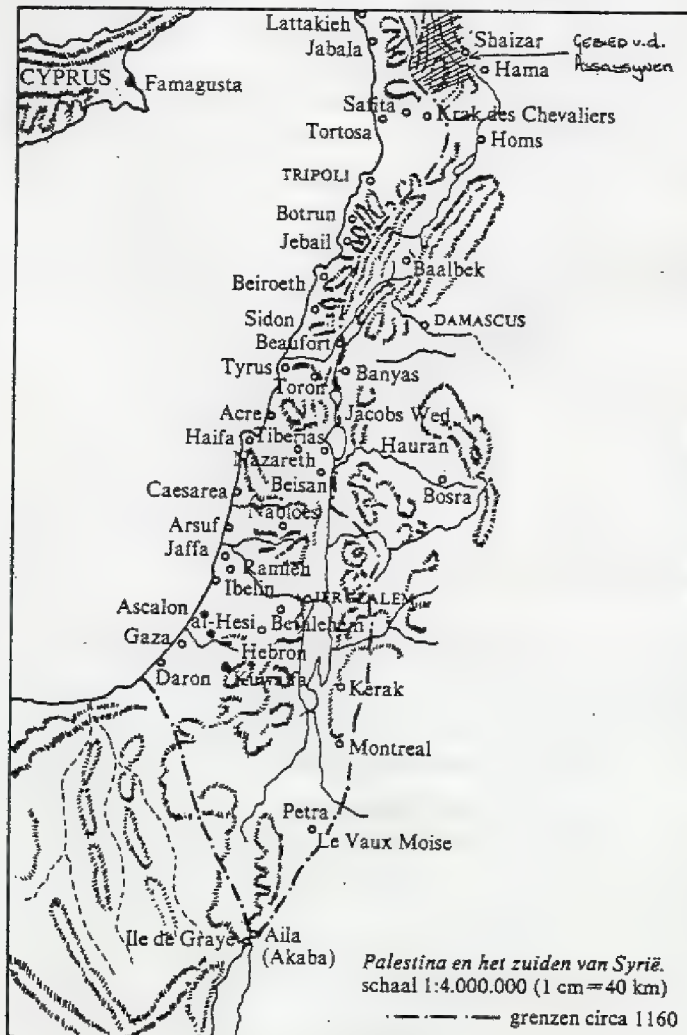 Lattakieh
Jabala
Shaizar
GEBIED v.d.
Assassynen
Hama
CYPRUS
Famagusta
Safita
Krak des Chevaliers
Tortosa
Homs
TRIPOLI
Botrun
Jebail
Baalbek
Beiroeth
Sidon
DAMASCUS
Beaufort
Tyrus
Banyas
Toron
Acre
Jacobs Wed
Haifa
Tiberias
Hauran
Nazareth
Beisan
Caesarea
Bosra
Nabloes
Arsuf
Jaffa
Ramleh
Ibelin
JERUZALEM
Ascalon
al-Hesi
Bethlehem
Gaza
Hebron
Daron
Kerak
Montreal
Petra
Le Vaux Moise
Ile de Graye
Aila
(Akaba)
Palestina en het zuiden van Syrië.
schaal 1:4.000.000 (1 cm=40 km)
grenzen circa 1160